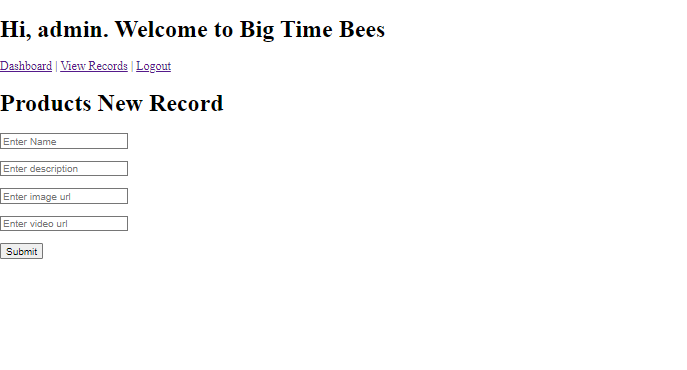 Hi, admin. Welcome to Big Time Bees
Dashboard | View Records | Logout
Products New Record
Enter Name
Enter description
Enter image url
Enter video url
Submit